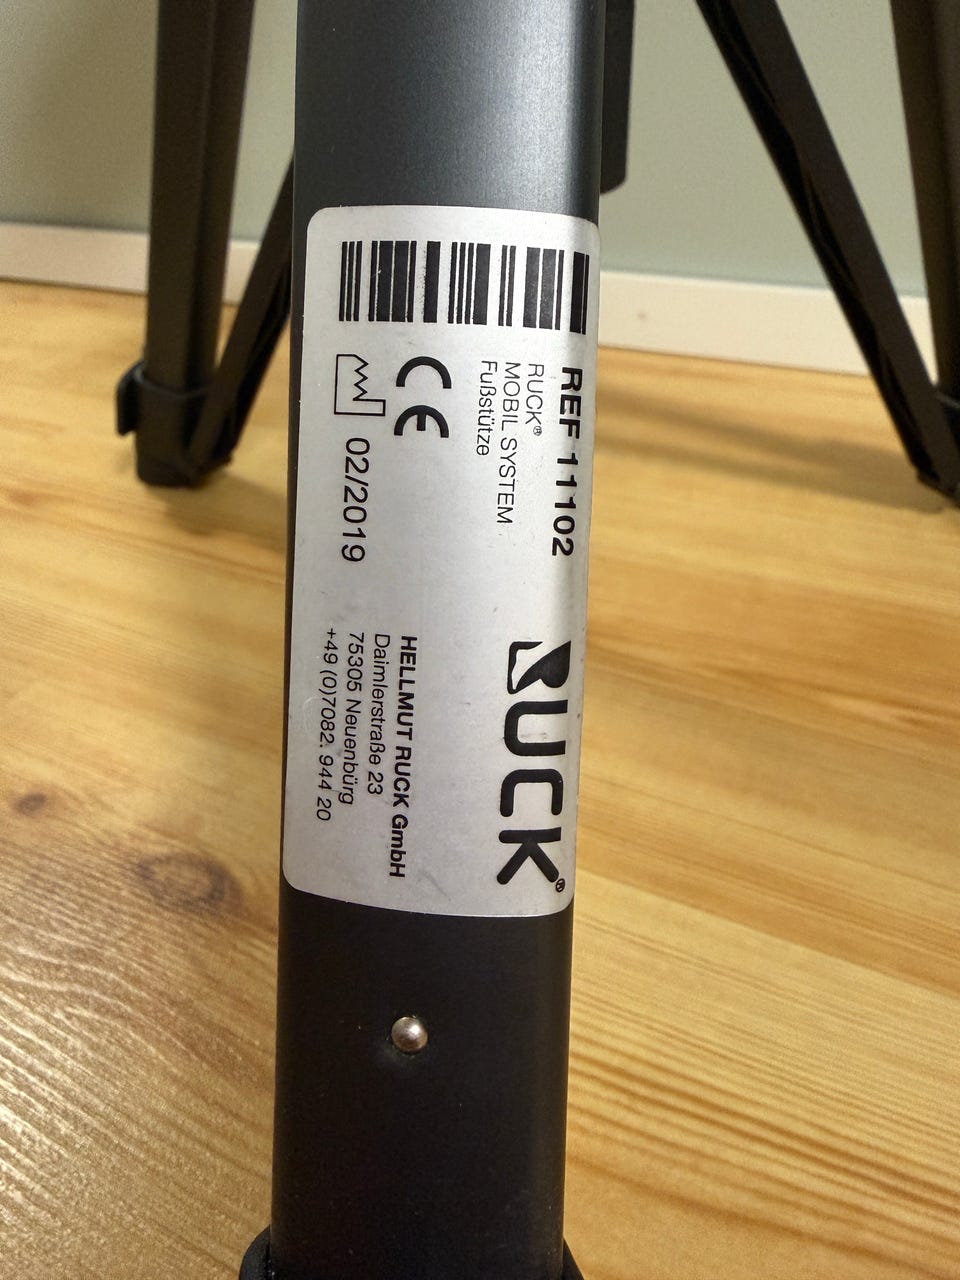 REF 11102
RUCK®
MOBIL SYSTEM
Fußstütze
CE
02/2019
RUCK®
HELLMUT RUCK GmbH
Daimlerstraße 23
75305 Neuenbürg
+49 (0)7082. 944 20